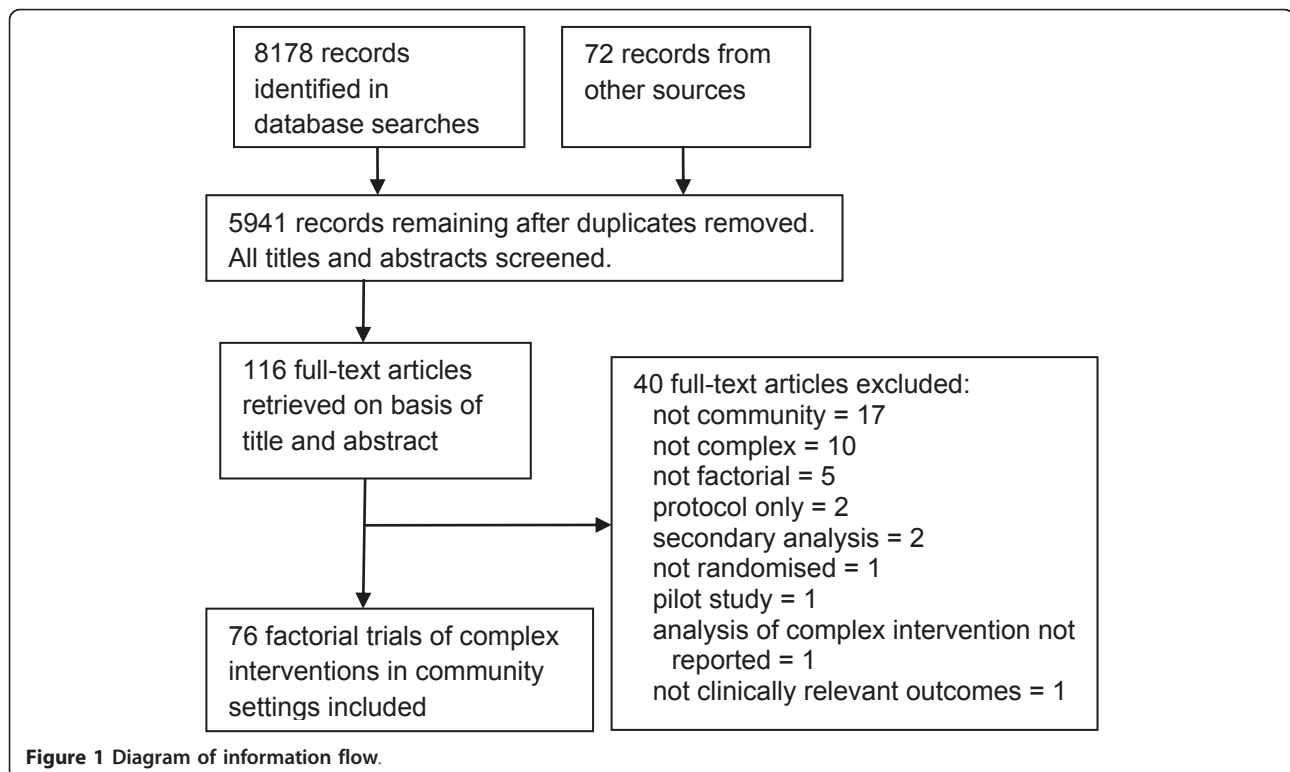 8178 records
identified in
database searches
72 records from
other sources
5941 records remaining after duplicates removed.
All titles and abstracts screened.
116 full-text articles
retrieved on basis of
title and abstract
40 full-text articles excluded:
not community = 17
not complex = 10
not factorial = 5
protocol only = 2
secondary analysis = 2
not randomised = 1
pilot study = 1
analysis of complex intervention not
reported = 1
not clinically relevant outcomes = 1
76 factorial trials of complex
interventions in community
settings included
Figure 1 Diagram of information flow.